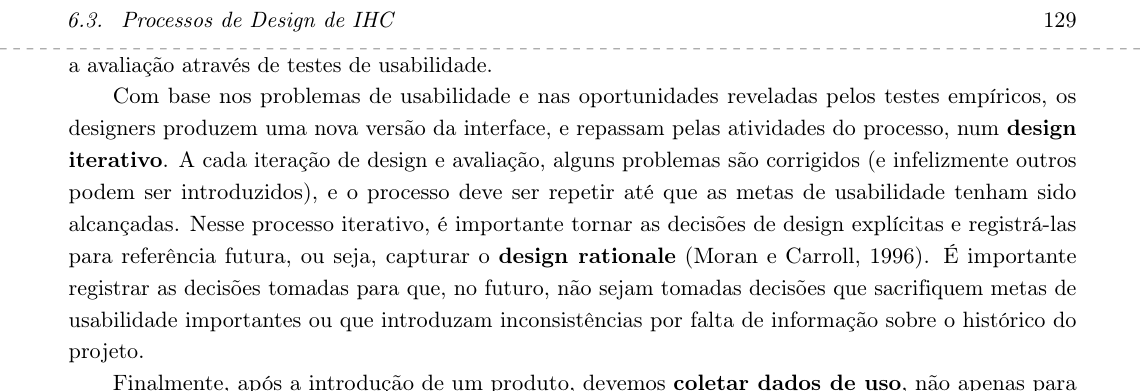 6.3. Processos de Design de IHC 129
a avaliação através de testes de usabilidade.
Com base nos problemas de usabilidade e nas oportunidades reveladas pelos testes empíricos, os
designers produzem uma nova versão da interface, e repassam pelas atividades do processo, num design
iterativo. A cada iteração de design e avaliação, alguns problemas são corrigidos (e infelizmente outros
podem ser introduzidos), e o processo deve ser repetir até que as metas de usabilidade tenham sido
alcançadas. Nesse processo iterativo, é importante tornar as decisões de design explícitas e registrá-las
para referência futura, ou seja, capturar o design rationale (Moran e Carroll, 1996). É importante
registrar as decisões tomadas para que, no futuro, não sejam tomadas decisões que sacrifiquem metas de
usabilidade importantes ou que introduzam inconsistências por falta de informação sobre o histórico do
projeto.
Finalmente, após a introdução de um produto, devemos coletar dados de uso, não apenas para